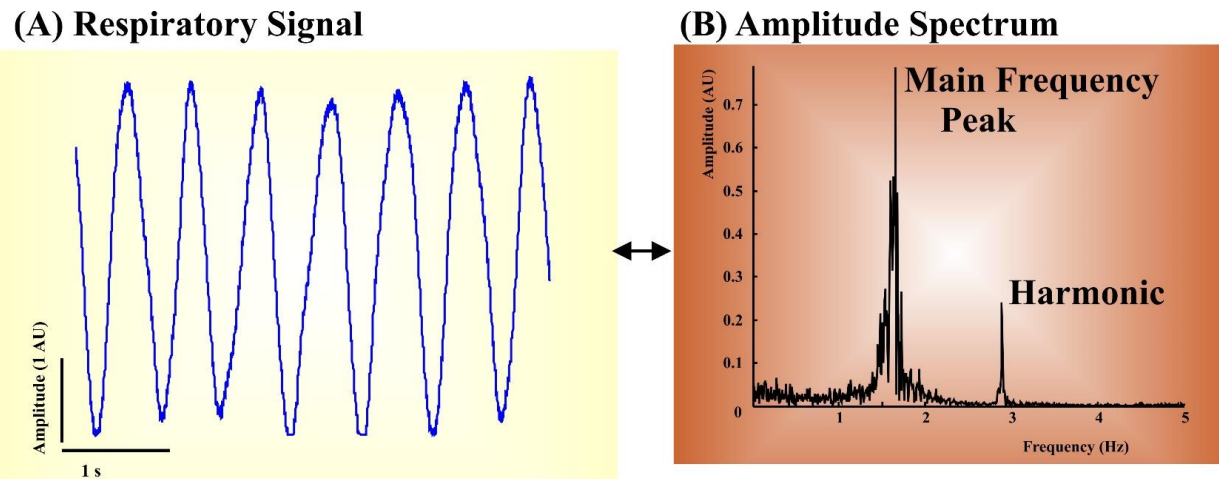 (A) Respiratory Signal
Amplitude (1 AU)
1 s
(B) Amplitude Spectrum
Amplitude (AU)
Main Frequency
Peak
Harmonic
0.7
0.6
0.5
0.4
0.3
0.2
0.1
0
1
2
3
4
5
Frequency (Hz)